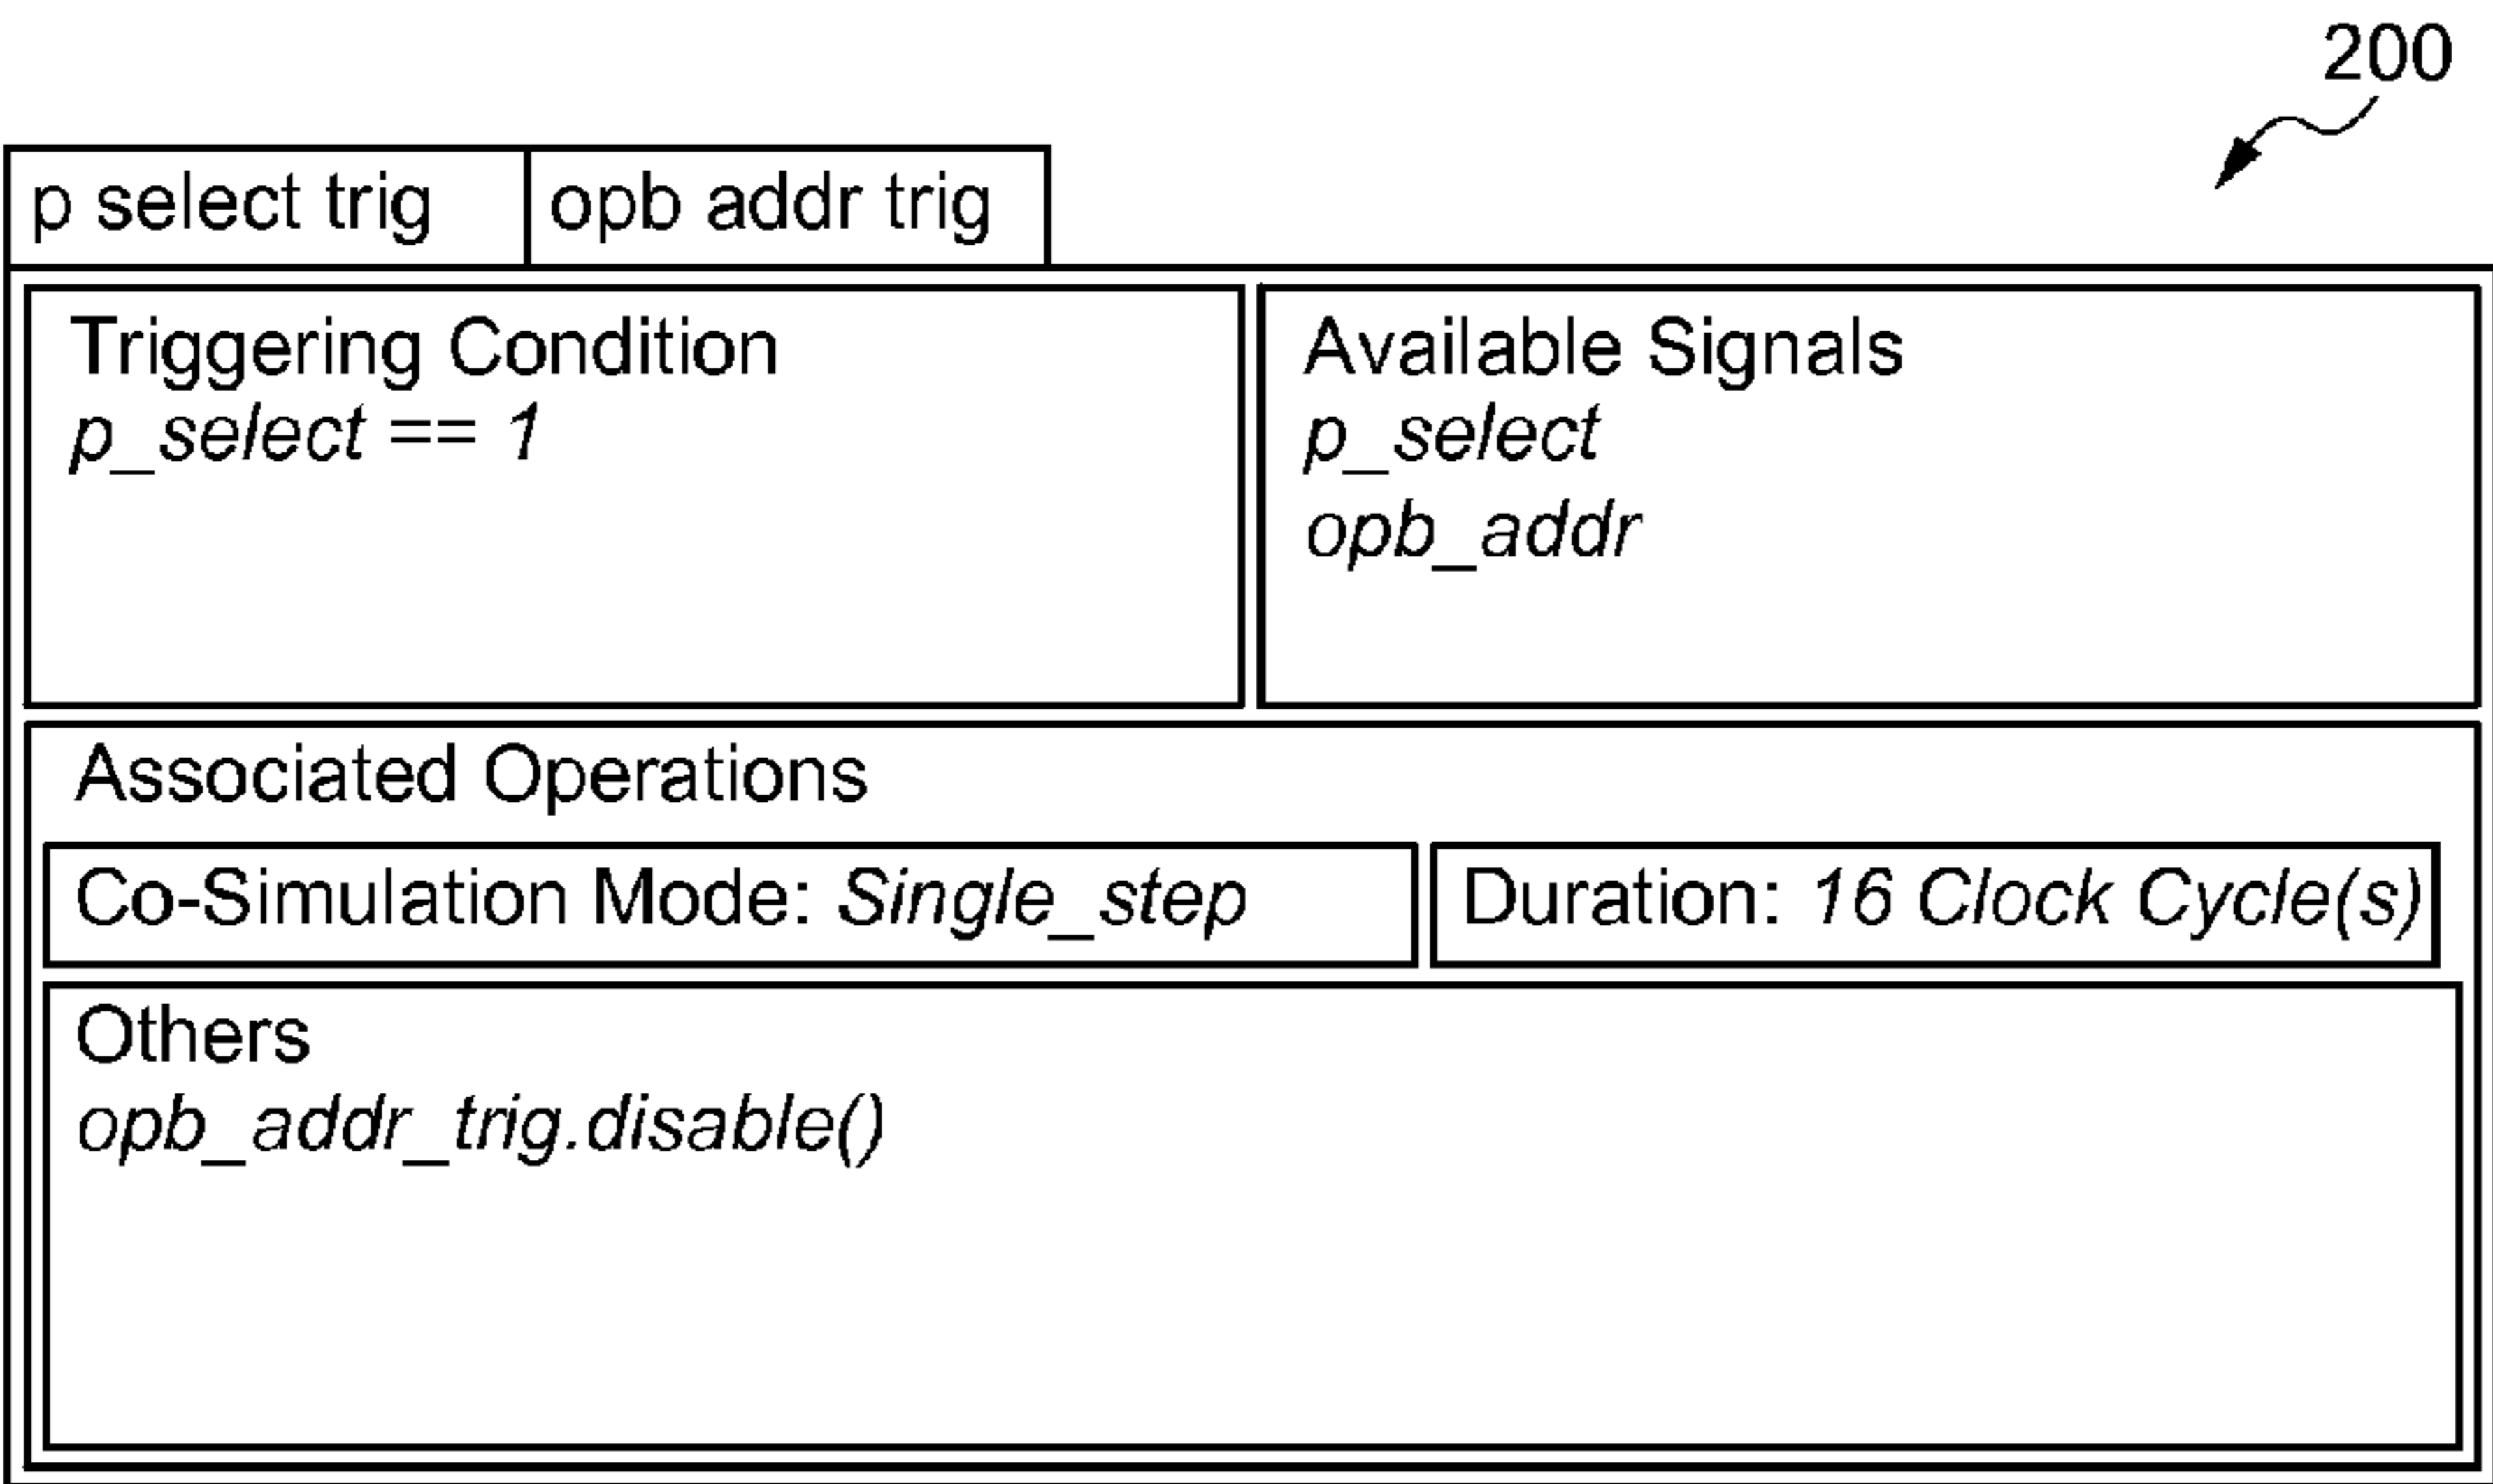 200
p select trig
opb addr trig
Triggering Condition
p_select == 1
Available Signals
p_select
opb_addr
Associated Operations
Co-Simulation Mode: Single_step
Duration: 16 Clock Cycle(s)
Others
opb_addr_trig.disable()